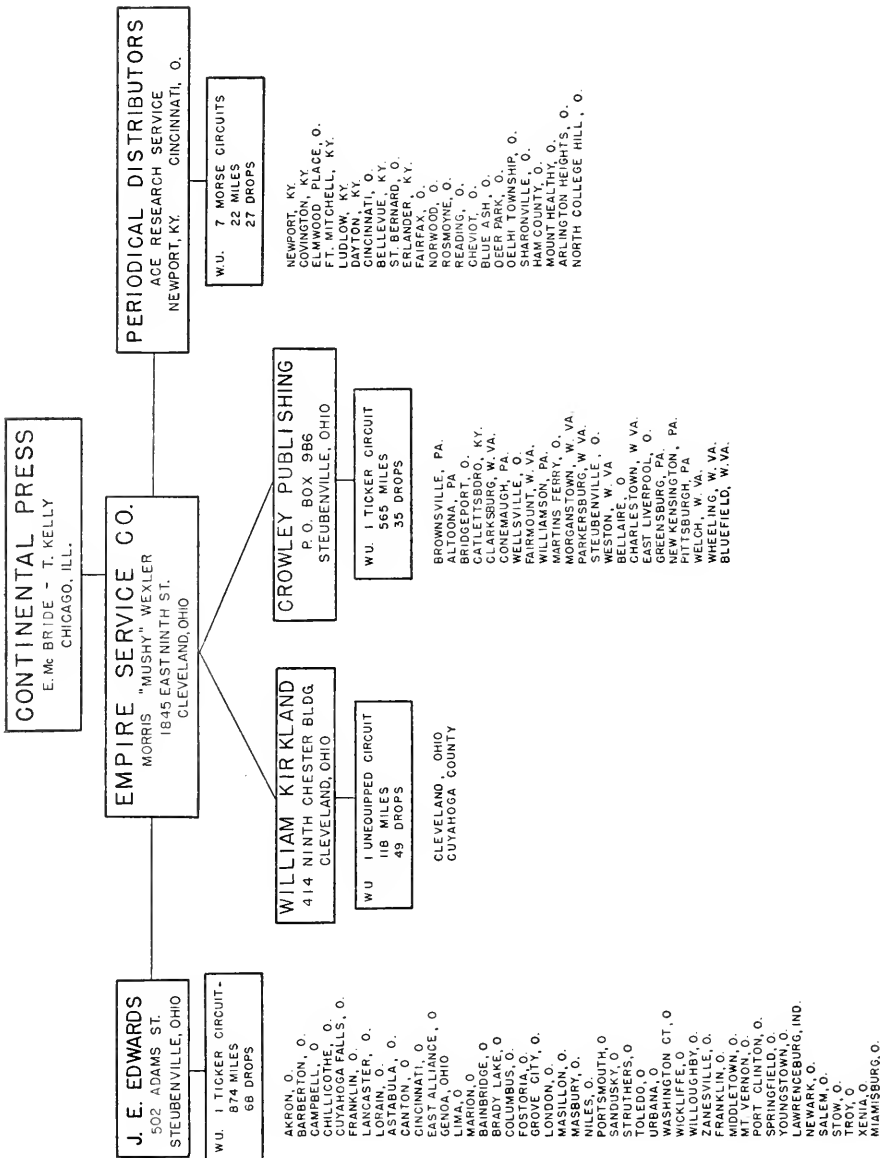 CONTINENTAL PRESS
E. Mc BRIDE - T. KELLY
CHICAGO, ILL.
EMPIRE SERVICE CO.
MORRIS "MUSHY" WEXLER
1845 EAST NINTH ST.
CLEVELAND, OHIO
J. E. EDWARDS
502 ADAMS ST.
STEUBENVILLE, OHIO
WU. 1 TICKER CIRCUIT-
874 MILES
68 DROPS
AKRON, O.
BARBERTON, O.
CAMPBELL, O
CHILLICOTHE, O.
CUYAHOGA FALLS, O.
FRANKLIN, O.
LANCASTER, O.
LORAIN, O.
ASTABULA, O.
CANTON, O.
CINCINNATI, O
EAST ALLIANCE, O
GENOA, OHIO
LIMA, O
MARION, O
BAINBRIDGE, O
BRADY LAKE, O
COLUMBUS, O.
FOSTORIA, O.
GROVE CITY, O.
LONDON, O.
MASILLON, O.
MASBURY, O.
NILES, O.
PORTSMOUTH, O
SANDUSKY, O
STRUTHERS, O
TOLEDO, O
URBANA, O
WASHINGTON CT, O
WICKLIFFE, O
WILLOUGHBY, O.
ZANESVILLE, O.
FRANKLIN, O.
MIDDLETOWN, O.
MT VERNON, O.
PORT CLINTON, O.
SPRINGFIELD, O.
YOUNGSTOWN, O.
LAWRENCEBURG, IND.
NEWARK, O.
SALEM, O.
STOW, O.
TROY, O.
XENIA, O
MIAMISBURG, O.
WILLIAM KIRKLAND
414 NINTH CHESTER BLDG.
CLEVELAND, OHIO
WU 1 UNEQUIPPED CIRCUIT
118 MILES
49 DROPS
CLEVELAND, OHIO
CUYAHOGA COUNTY
CROWLEY PUBLISHING
P. O. BOX 986
STEUBENVILLE, OHIO
WU. 1 TICKER CIRCUIT
565 MILES
35 DROPS
BROWNSVILLE, PA.
ALTOONA, PA
BRIDGEPORT, O.
CATLETTSBORO, KY.
CLARKSBURG, W. VA.
CONEMAUGH, PA.
WELLSVILLE, O.
FAIRMOUNT, W. VA.
WILLIAMSON, PA.
MARTINS FERRY, O.
MORGANSTOWN, W. VA.
PARKERSBURG, W VA.
STEUBENVILLE, O.
WESTON, W. VA
BELLAIRE, O
CHARLESTOWN, W VA
EAST LIVERPOOL, O.
GREENSBURG, PA.
NEW KENSINGTON, PA.
PITTSBURGH, PA
WELCH, W. VA.
WHEELING, W. VA.
BLUEFIELD, W. VA.
PERIODICAL DISTRIBUTORS
ACE RESEARCH SERVICE
NEWPORT, KY. CINCINNATI, O.
W.U. 7 MORSE CIRCUITS
22 MILES
27 DROPS
NEWPORT, KY.
COVINGTON, KY.
ELMWOOD PLACE, O.
FT. MITCHELL, KY.
LUDLOW, KY.
DAYTON, KY.
CINCINNATI, O.
BELLEVUE, KY.
ST. BERNARD, O.
ERLANDER, KY.
FAIRFAX, O.
NORWOOD, O.
ROSMOYNE, O.
READING, O.
CHEVIOT, O.
BLUE ASH, O.
DEER PARK, O.
DELHI TOWNSHIP, O.
SHARONVILLE, O.
HAM COUNTY, O.
MOUNT HEALTHY, O.
ARLINGTON HEIGHTS, O.
NORTH COLLEGE HILL, O.